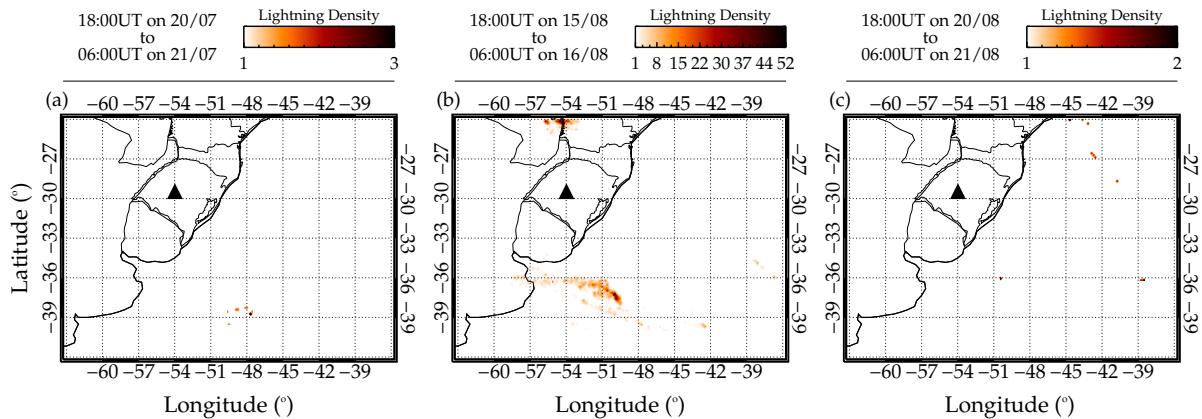 18:00UT on 20/07
to
06:00UT on 21/07
Lightning Density
1 3
18:00UT on 15/08
to
06:00UT on 16/08
Lightning Density
1 8 15 22 30 37 44 52
18:00UT on 20/08
to
06:00UT on 21/08
Lightning Density
1 2
(a)
−60 −57 −54 −51 −48 −45 −42 −39
−27
−30
−33
−36
−39
−27
−30
−33
−36
−39
−60 −57 −54 −51 −48 −45 −42 −39
Latitude (°)
Longitude (°)
(b)
−60 −57 −54 −51 −48 −45 −42 −39
−27
−30
−33
−36
−39
−27
−30
−33
−36
−39
−60 −57 −54 −51 −48 −45 −42 −39
Longitude (°)
(c)
−60 −57 −54 −51 −48 −45 −42 −39
−27
−30
−33
−36
−39
−27
−30
−33
−36
−39
−60 −57 −54 −51 −48 −45 −42 −39
Longitude (°)